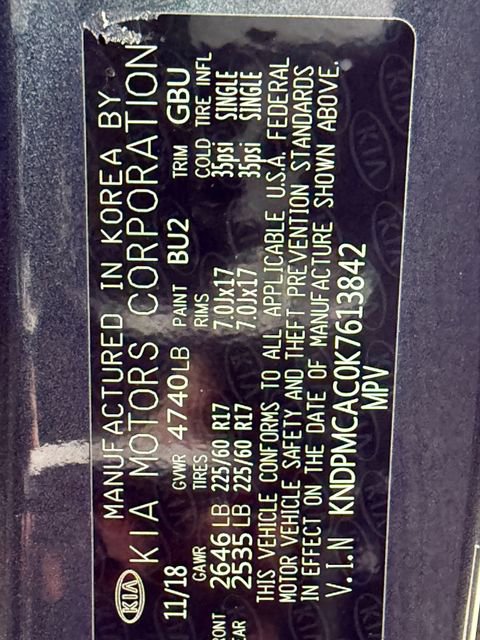 MANUFACTURED IN KOREA BY
KIA KIA MOTORS CORPORATION
11/18 GVWR 4740LB PAINT BU2 TRIM GBU
GAWR TIRES RIMS COLD TIRE INFL
RONT 2646LB 225/60 R17 7.0Jx17 35psi SINGLE
EAR 2535LB 225/60 R17 7.0Jx17 35psi SINGLE
THIS VEHICLE CONFORMS TO ALL APPLICABLE U.S.A. FEDERAL
MOTOR VEHICLE SAFETY AND THEFT PREVENTION STANDARDS
IN EFFECT ON THE DATE OF MANUFACTURE SHOWN ABOVE.
V.I.N KNDPMCAC0K7613842
MPV